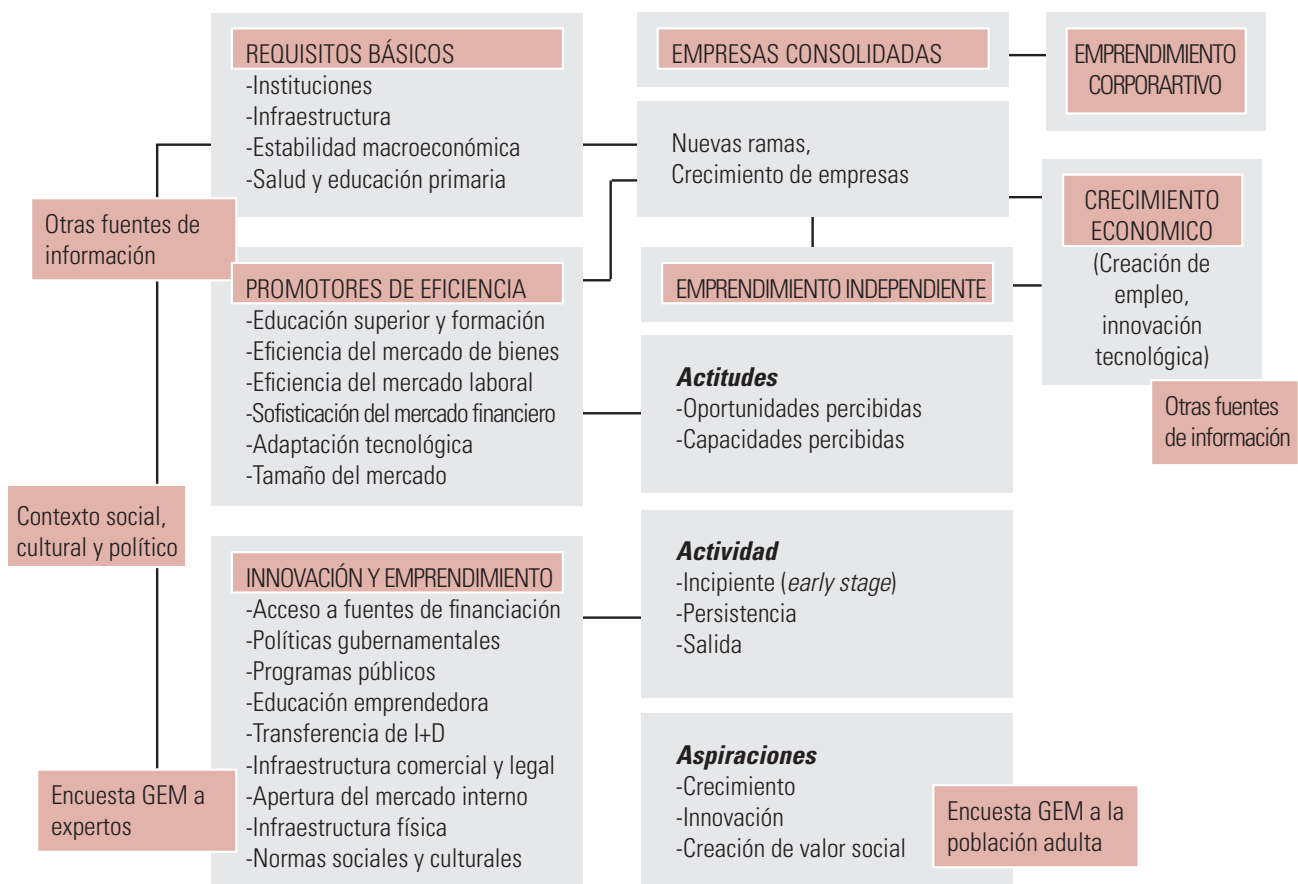 REQUISITOS BÁSICOS
-Instituciones
-Infraestructura
-Estabilidad macroeconómica
-Salud y educación primaria
Otras fuentes de
información
PROMOTORES DE EFICIENCIA
-Educación superior y formación
-Eficiencia del mercado de bienes
-Eficiencia del mercado laboral
-Sofisticación del mercado financiero
-Adaptación tecnológica
-Tamaño del mercado
Contexto social,
cultural y político
INNOVACIÓN Y EMPRENDIMIENTO
-Acceso a fuentes de financiación
-Políticas gubernamentales
-Programas públicos
-Educación emprendedora
-Transferencia de I+D
-Infraestructura comercial y legal
-Apertura del mercado interno
-Infraestructura física
-Normas sociales y culturales
Encuesta GEM a
expertos
EMPRESAS CONSOLIDADAS
Nuevas ramas,
Crecimiento de empresas
EMPRENDIMIENTO INDEPENDIENTE
Actitudes
-Oportunidades percibidas
-Capacidades percibidas
Actividad
-Incipiente (early stage)
-Persistencia
-Salida
Aspiraciones
-Crecimiento
-Innovación
-Creación de valor social
Encuesta GEM a la
población adulta
EMPRENDIMIENTO
CORPORARTIVO
CRECIMIENTO
ECONOMICO
(Creación de
empleo,
innovación
tecnológica)
Otras fuentes
de información